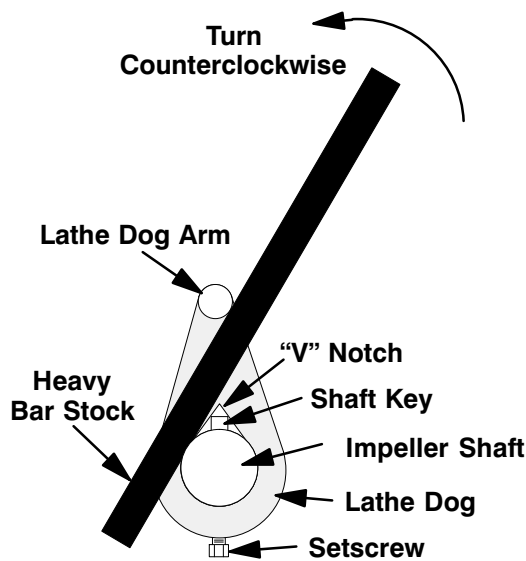 Turn
Counterclockwise
Lathe Dog Arm
“V” Notch
Heavy
Bar Stock
Shaft Key
Impeller Shaft
Lathe Dog
Setscrew